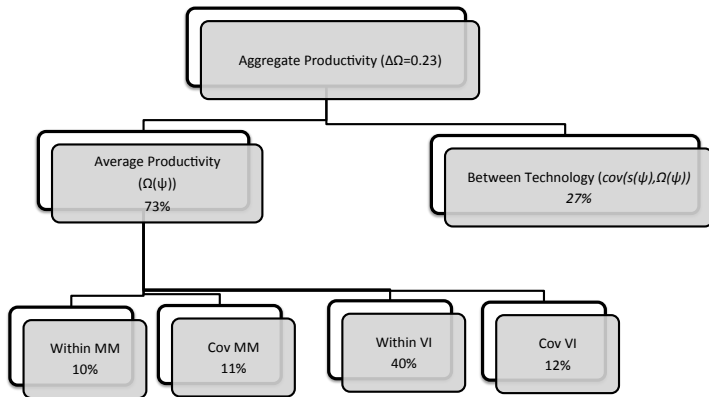 Aggregate Productivity (ΔΩ=0.23)
Average Productivity
(Ω(ψ))
73%
Between Technology (cov(s(ψ),Ω(ψ))
27%
Within MM
10%
Cov MM
11%
Within VI
40%
Cov VI
12%